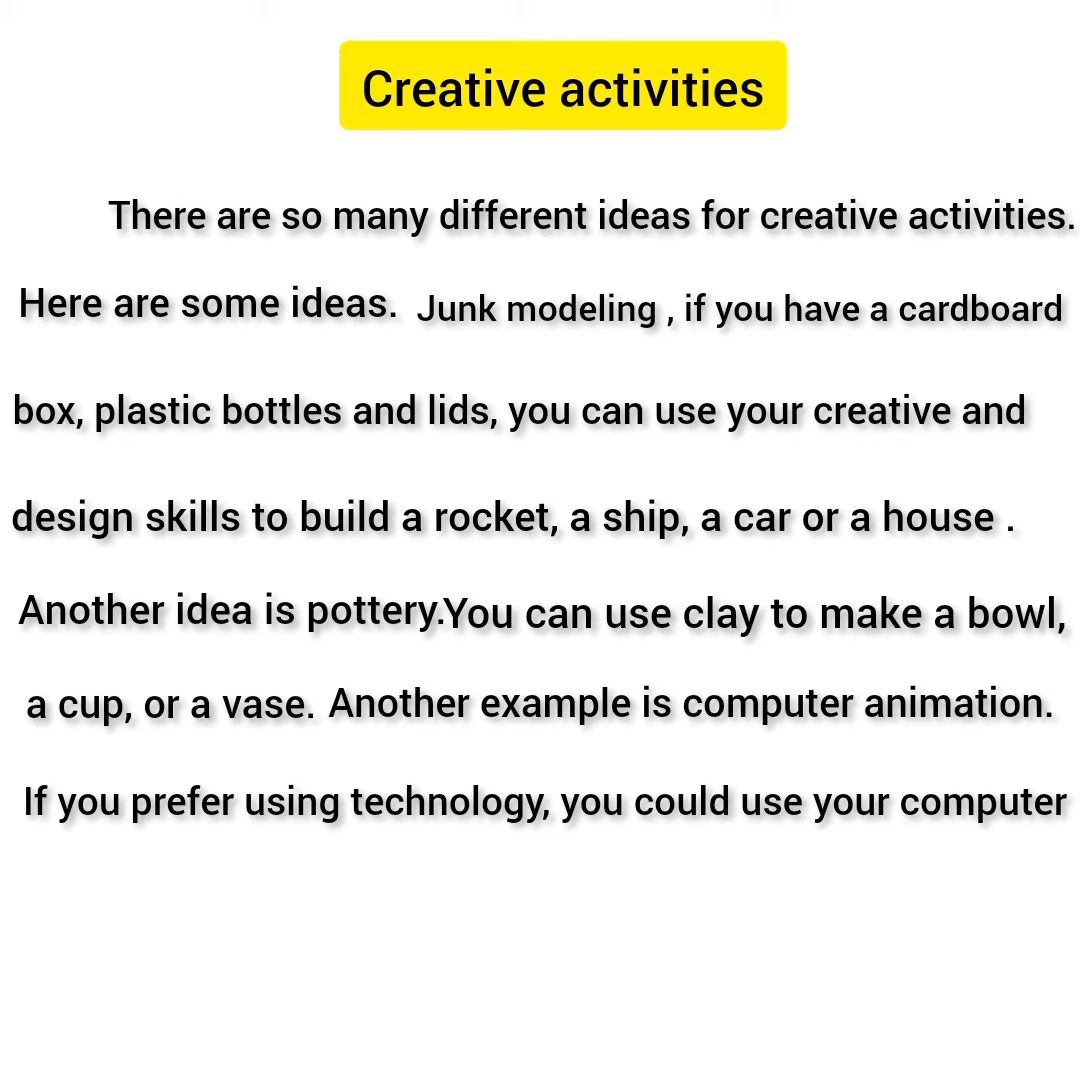 Creative activities
There are so many different ideas for creative activities.
Here are some ideas. Junk modeling , if you have a cardboard
box, plastic bottles and lids, you can use your creative and
design skills to build a rocket, a ship, a car or a house .
Another idea is pottery.You can use clay to make a bowl,
a cup, or a vase. Another example is computer animation.
If you prefer using technology, you could use your computer